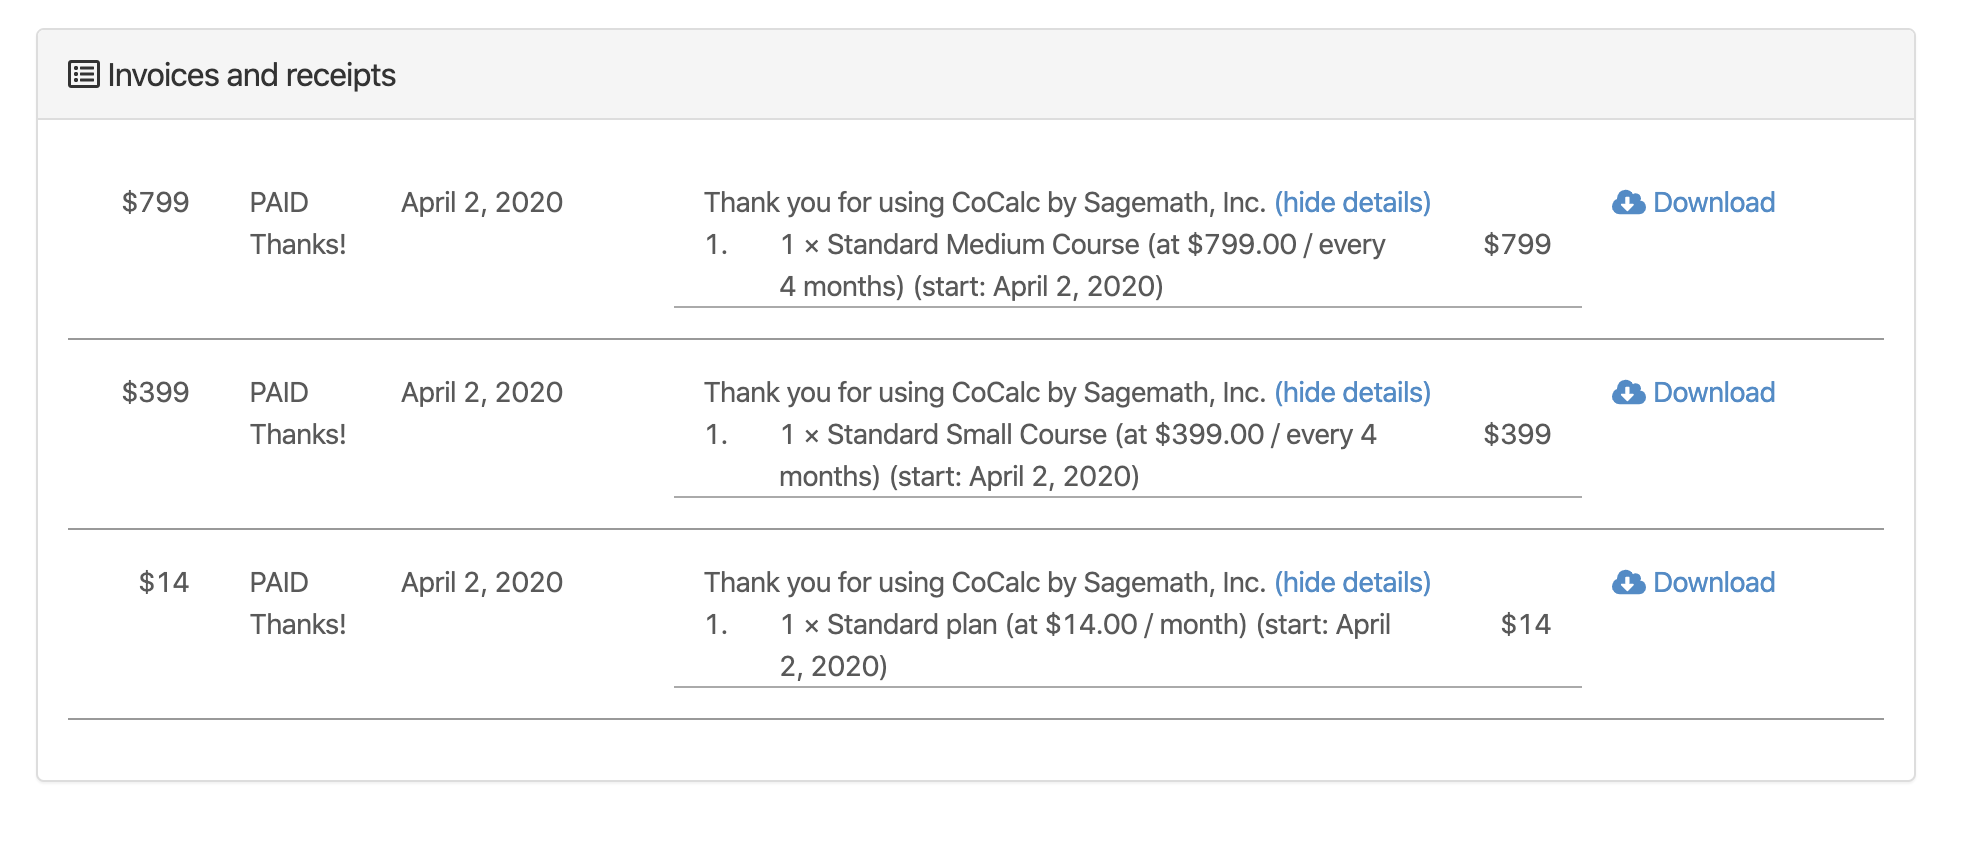 Invoices and receipts
$799 PAID April 2, 2020 Thank you for using CoCalc by Sagemath, Inc. (hide details) Download
Thanks! 1. 1 × Standard Medium Course (at $799.00 / every $799
4 months) (start: April 2, 2020)
$399 PAID April 2, 2020 Thank you for using CoCalc by Sagemath, Inc. (hide details) Download
Thanks! 1. 1 × Standard Small Course (at $399.00 / every 4 $399
months) (start: April 2, 2020)
$14 PAID April 2, 2020 Thank you for using CoCalc by Sagemath, Inc. (hide details) Download
Thanks! 1. 1 × Standard plan (at $14.00 / month) (start: April $14
2, 2020)